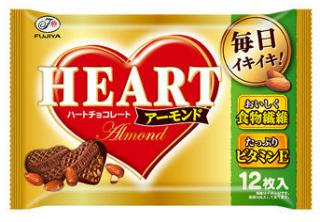 FUJIYA
毎日
イキイキ!
HEART
ハートチョコレート
アーモンド
Almond
おいしく
食物繊維
たっぷり
ビタミンE
12枚入